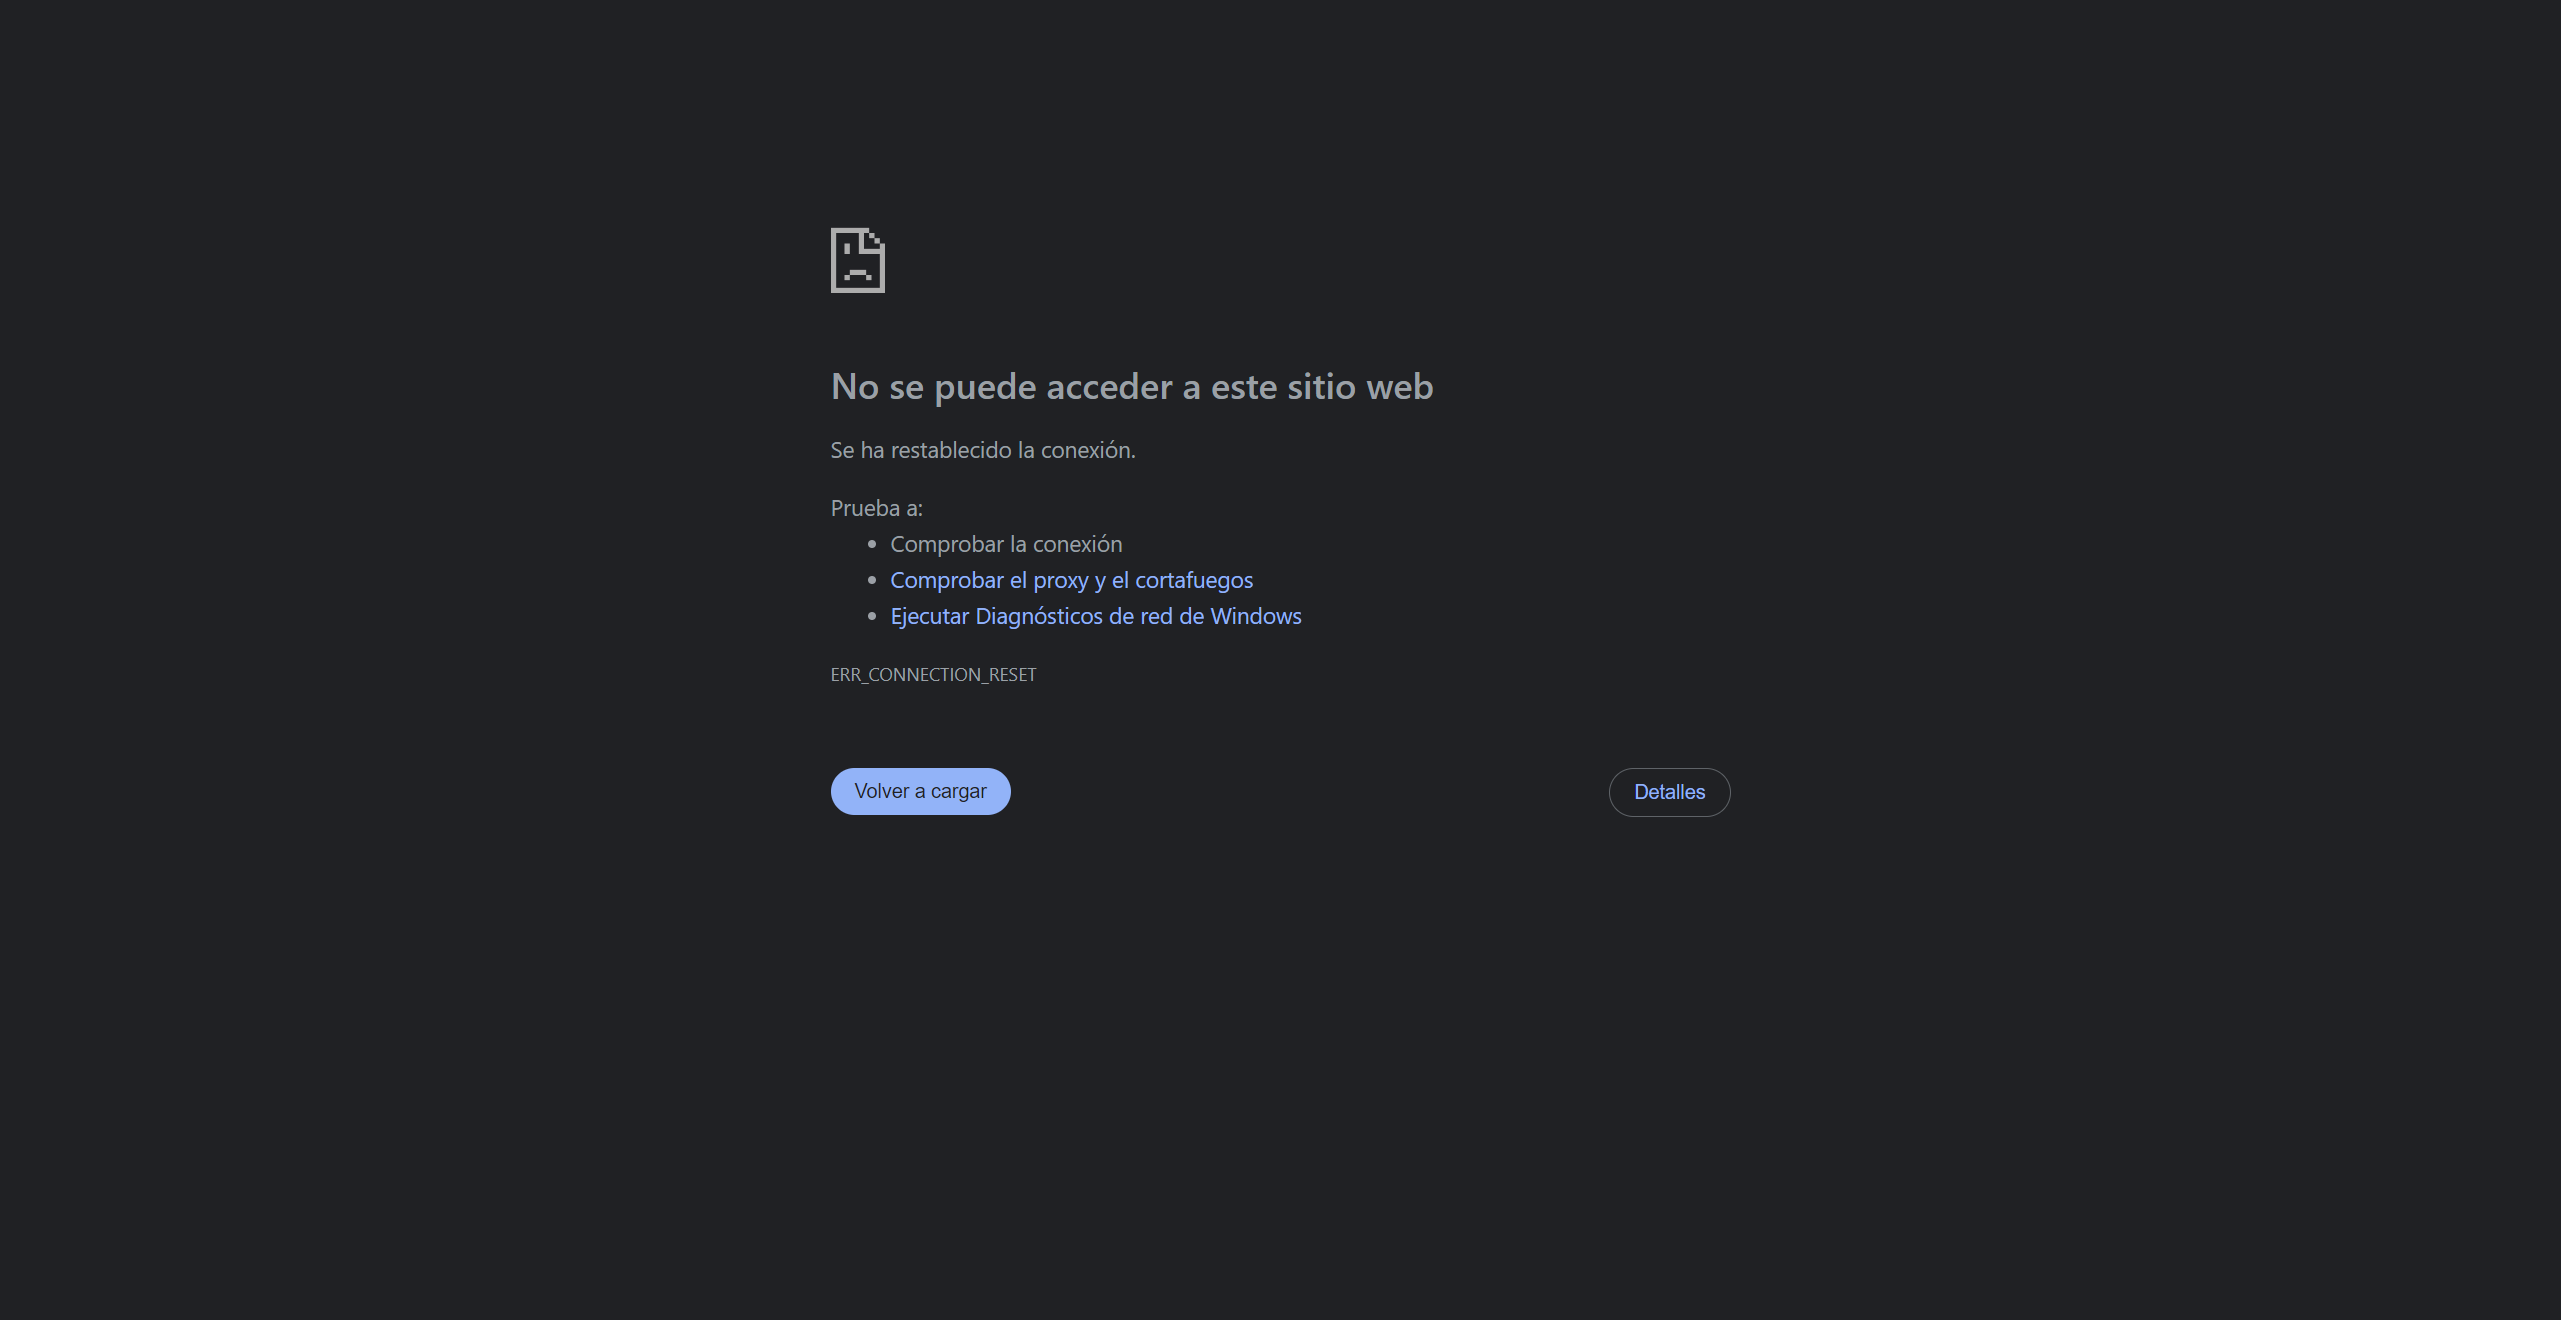 No se puede acceder a este sitio web
Se ha restablecido la conexión.
Prueba a:
Comprobar la conexión
Comprobar el proxy y el cortafuegos
Ejecutar Diagnósticos de red de Windows
ERR_CONNECTION_RESET
Volver a cargar
Detalles